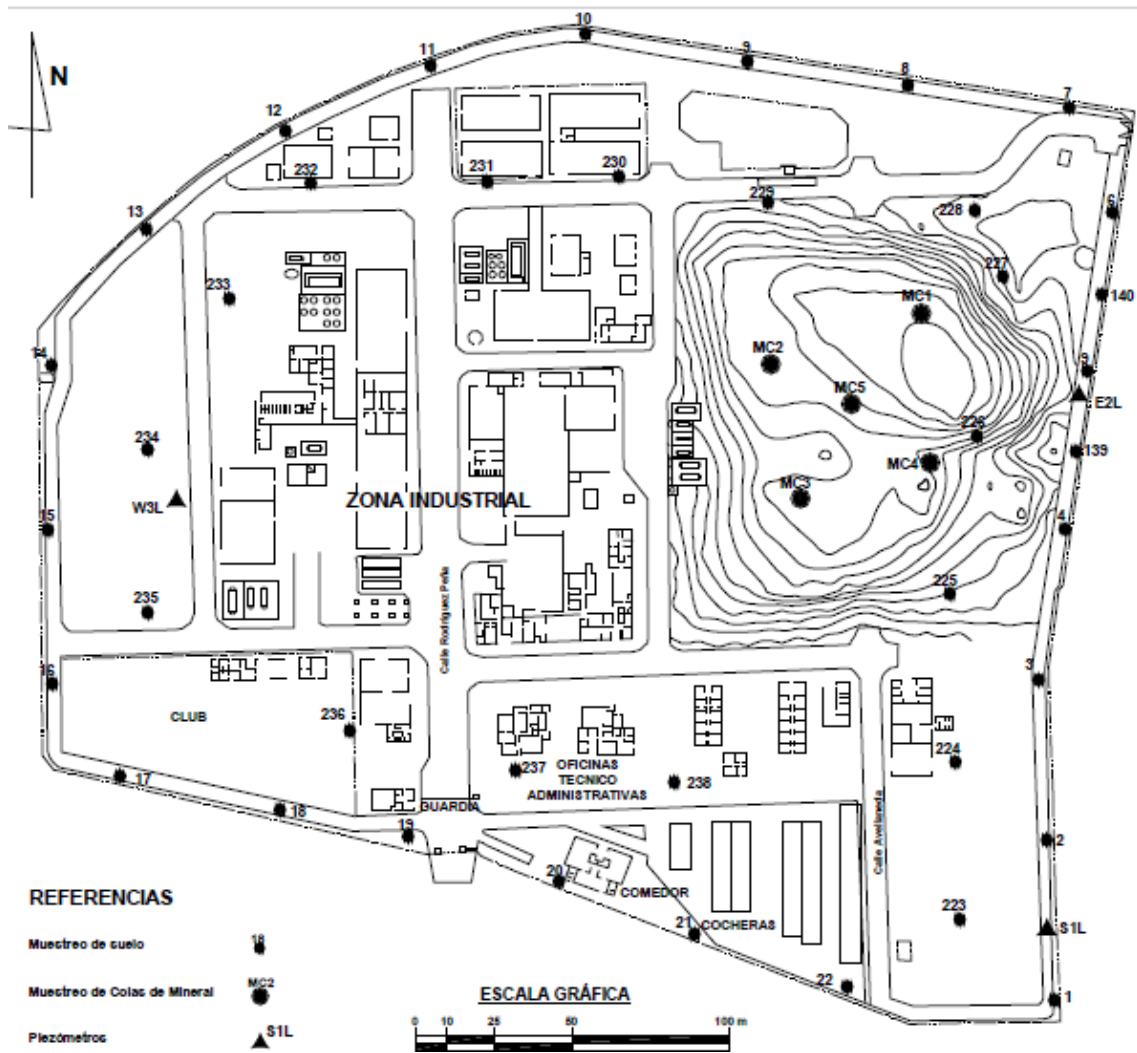 10
11
9
8
7
N
12
232
231
230
229
228
6
13
233
227
140
MC1
14
MC2
MC5
9
E2L
234
226
139
MC4
W3L
ZONA INDUSTRIAL
MC3
15
4
235
225
Calle Rodriguez Peña
16
3
CLUB
236
237
OFICINAS
TECNICO
ADMINISTRATIVAS
238
224
17
18
GUARDIA
19
2
Calle Avellaneda
20
COMEDOR
223
21
COCHERAS
S1L
22
1
REFERENCIAS
Muestreo de suelo
18
Muestreo de Colas de Mineral
MC2
Piezómetros
S1L
ESCALA GRÁFICA
0 10 25 50 100 m